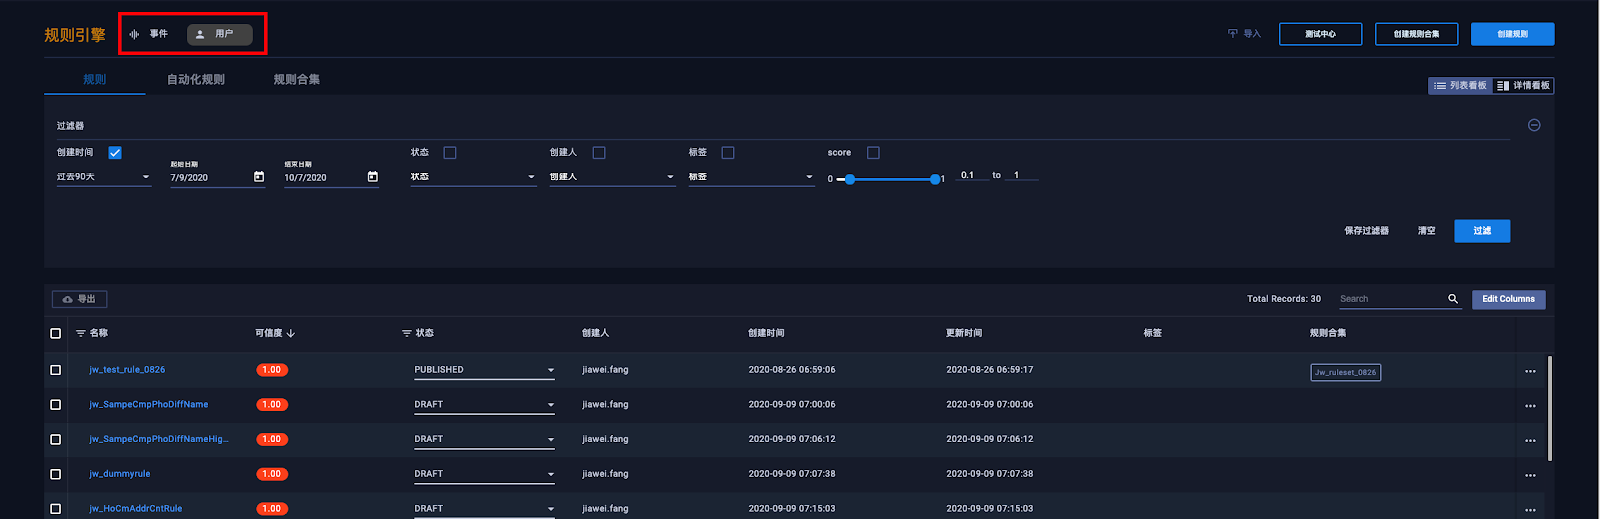 规则引擎 事件 用户 导入 测试中心 创建规则合集 创建规则
规则 自动化规则 规则合集 列表看板 详情看板
过滤器
创建时间 状态 创建人 标签 score
起始日期 结束日期
过去90天 7/9/2020 10/7/2020 状态 创建人 标签 0 1 0.1 to 1
保存过滤器 清空 过滤
导出 Total Records: 30 Search Edit Columns
名称 可信度 状态 创建人 创建时间 更新时间 标签 规则合集
jw_test_rule_0826 1.00 PUBLISHED jiawei.fang 2020-08-26 06:59:06 2020-08-26 06:59:17 Jw_ruleset_0826
jw_SampeCmpPhoDiffName 1.00 DRAFT jiawei.fang 2020-09-09 07:00:06 2020-09-09 07:00:06
jw_SampeCmpPhoDiffNameHig... 1.00 DRAFT jiawei.fang 2020-09-09 07:06:12 2020-09-09 07:06:12
jw_dummyrule 1.00 DRAFT jiawei.fang 2020-09-09 07:07:38 2020-09-09 07:07:38
jw_HoCmAddrCntRule 1.00 DRAFT jiawei.fang 2020-09-09 07:15:03 2020-09-09 07:15:03